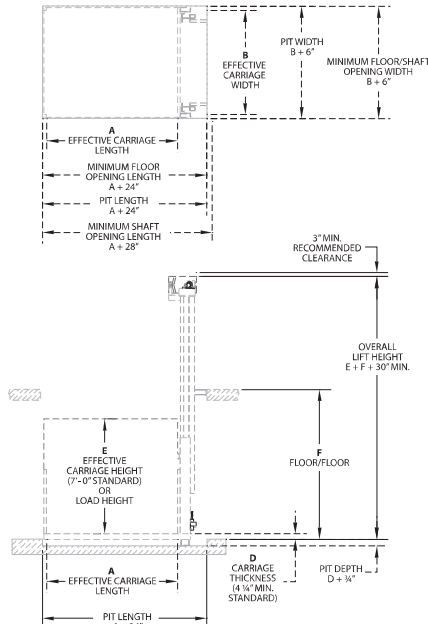 B
EFFECTIVE
CARRIAGE
WIDTH
PIT WIDTH
B + 6"
MINIMUM FLOOR/SHAFT
OPENING WIDTH
B + 6"
A
EFFECTIVE CARRIAGE
LENGTH
MINIMUM FLOOR
OPENING LENGTH
A + 24"
PIT LENGTH
A + 24"
MINIMUM SHAFT
OPENING LENGTH
A + 28"
3" MIN.
RECOMMENDED
CLEARANCE
OVERALL
LIFT HEIGHT
E + F + 30" MIN.
E
EFFECTIVE
CARRIAGE HEIGHT
(7'-0" STANDARD)
OR
LOAD HEIGHT
F
FLOOR/FLOOR
A
EFFECTIVE CARRIAGE
LENGTH
D
CARRIAGE
THICKNESS
(4 ¼" MIN.
STANDARD)
PIT DEPTH
D + ¾"
PIT LENGTH